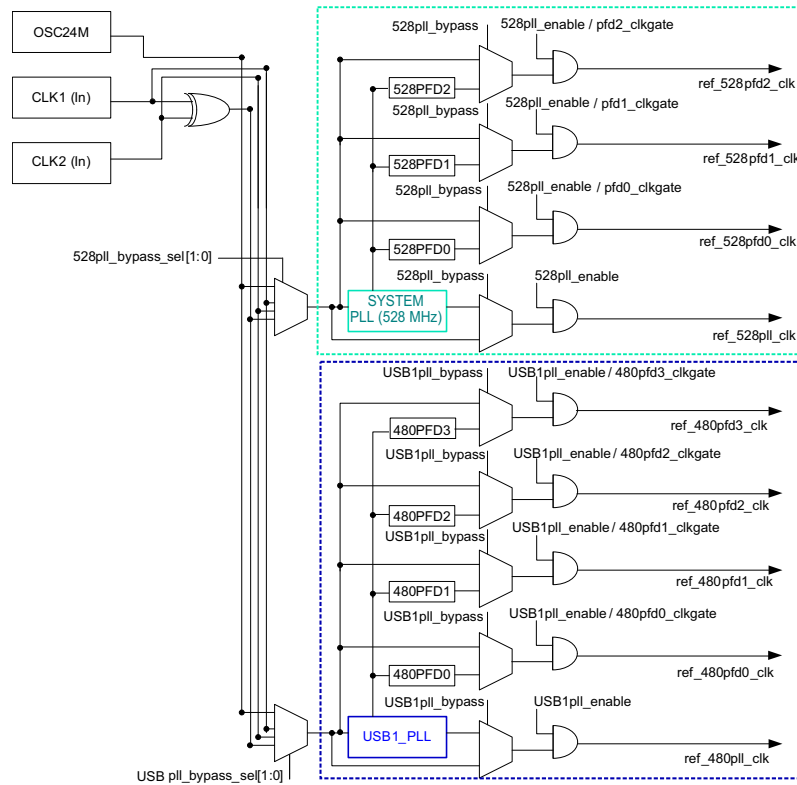 OSC24M
CLK1 (In)
CLK2 (In)
528pll_bypass_sel[1:0]
528pll_bypass
528pll_enable / pfd2_clkgate
528PFD2
ref_528pfd2_clk
528pll_bypass
528pll_enable / pfd1_clkgate
528PFD1
ref_528pfd1_clk
528pll_bypass
528pll_enable / pfd0_clkgate
528PFD0
ref_528pfd0_clk
528pll_bypass
528pll_enable
SYSTEM
PLL (528 MHz)
ref_528pll_clk
USB1pll_bypass
USB1pll_enable / 480pfd3_clkgate
480PFD3
ref_480pfd3_clk
USB1pll_bypass
USB1pll_enable / 480pfd2_clkgate
480PFD2
ref_480pfd2_clk
USB1pll_bypass
USB1pll_enable / 480pfd1_clkgate
480PFD1
ref_480pfd1_clk
USB1pll_bypass
USB1pll_enable / 480pfd0_clkgate
480PFD0
ref_480pfd0_clk
USB1pll_bypass
USB1pll_enable
USB1_PLL
ref_480pll_clk
USB pll_bypass_sel[1:0]